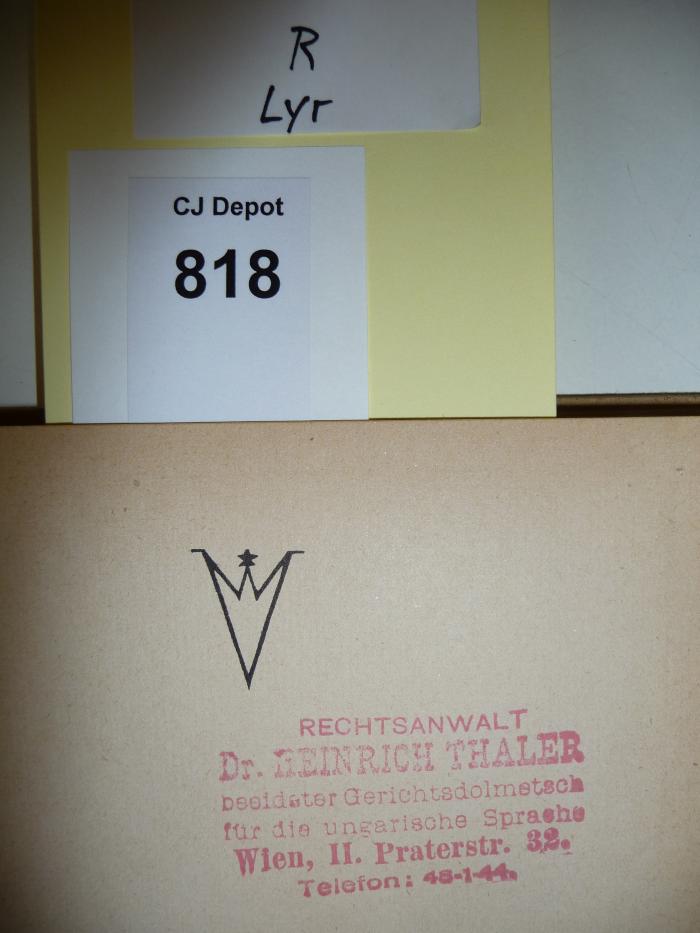 R
Lyr
CJ Depot
818
RECHTSANWALT
Dr. HEINRICH THALER
beeideter Gerichtsdolmetsch
für die ungarische Sprache
Wien, II. Praterstr. 32.
Telefon: 48-1-44.